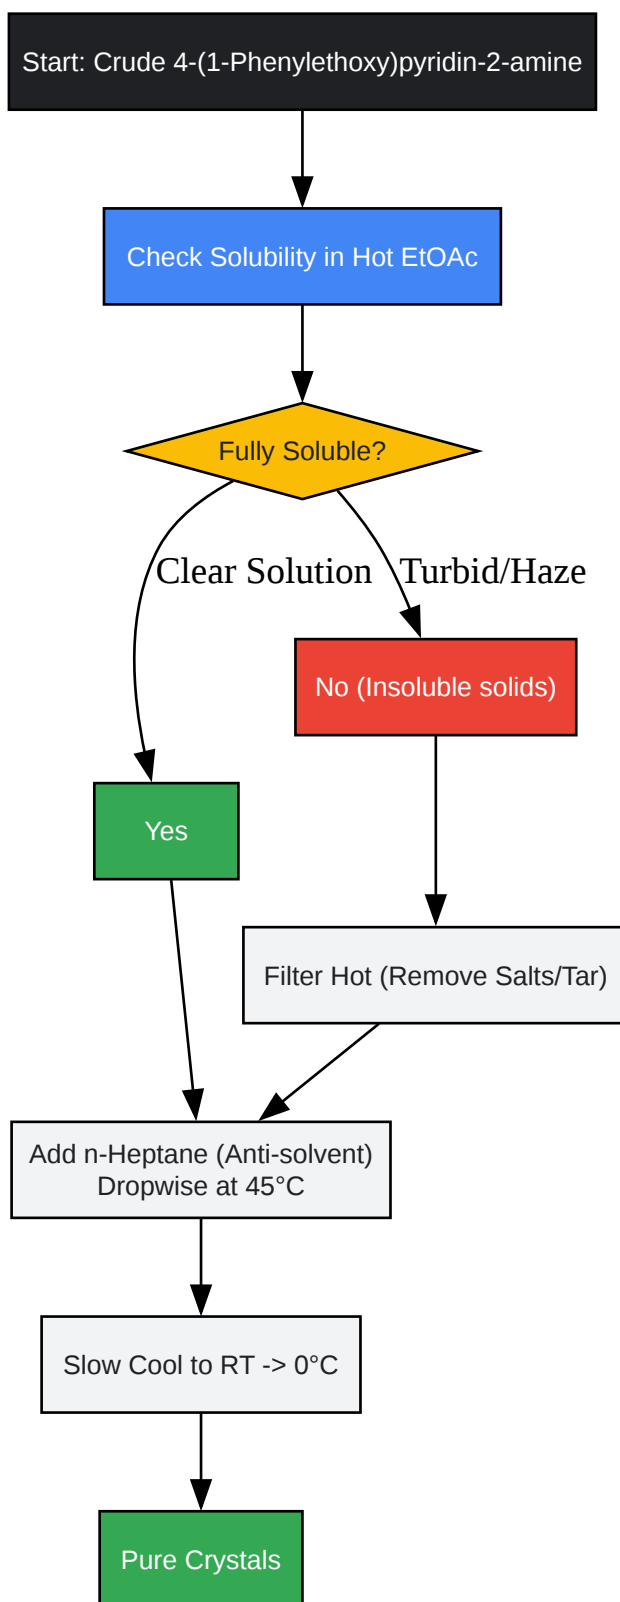 Start: Crude 4-(1-Phenylethoxy)pyridin-2-amine
Check Solubility in Hot EtOAc
Fully Soluble?
Clear Solution
Turbid/Haze
No (Insoluble solids)
Yes
Filter Hot (Remove Salts/Tar)
Add n-Heptane (Anti-solvent)
Dropwise at 45°C
Slow Cool to RT -> 0°C
Pure Crystals